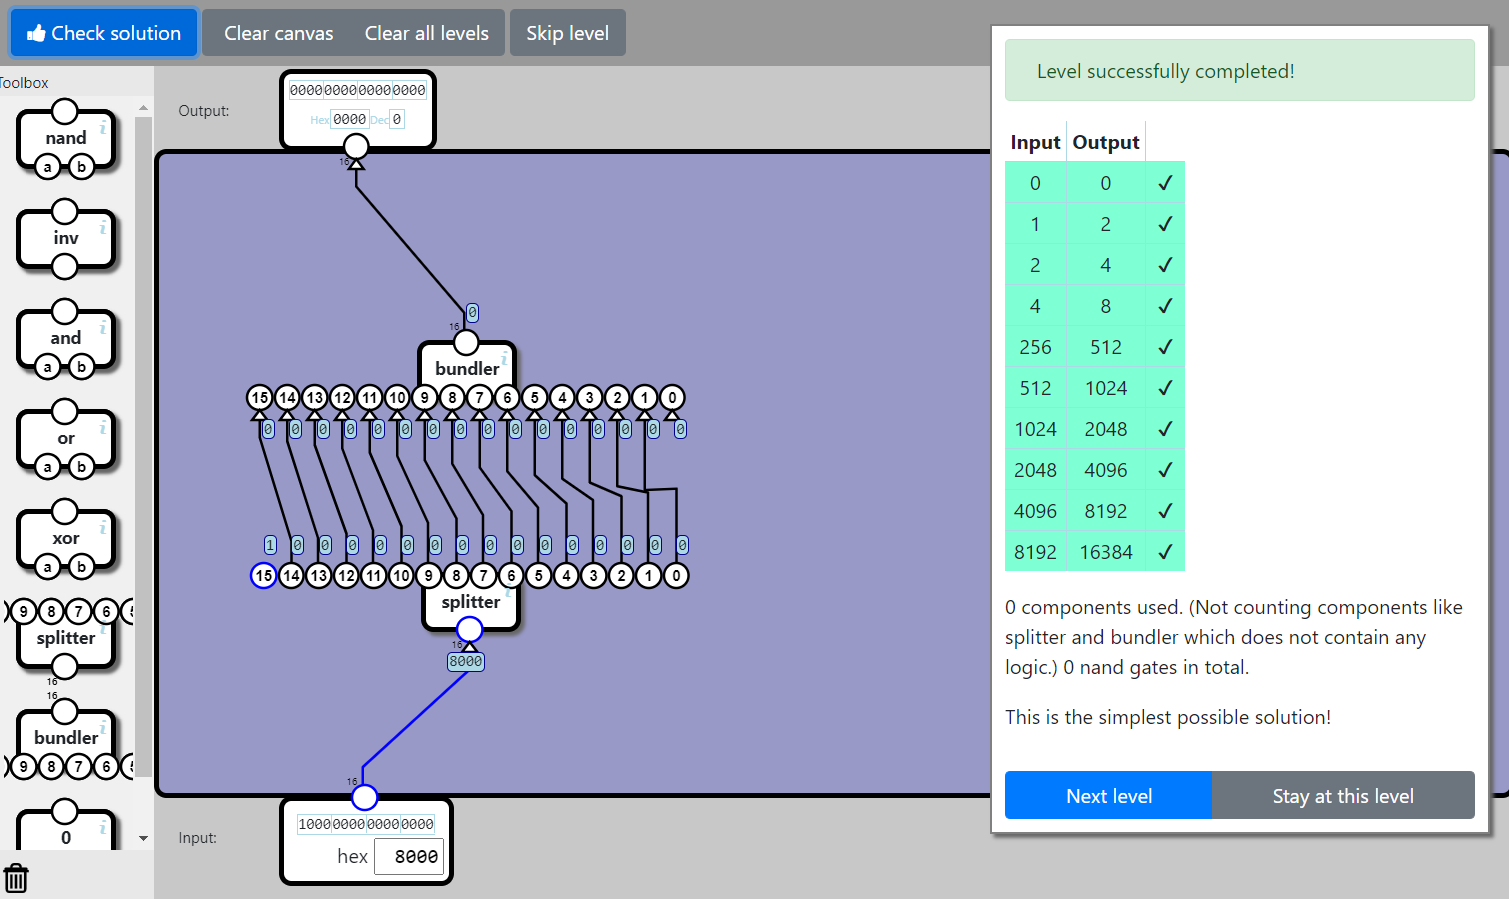 Check solution
Clear canvas
Clear all levels
Skip level
Toolbox
nand
a b
inv
and
a b
or
a b
xor
a b
9 8 7 6
splitter
16
16
bundler
9 8 7 6
0
Output:
0000000000000000
Hex 0000 Dec 0
16
0
16
bundler
15 14 13 12 11 10 9 8 7 6 5 4 3 2 1 0
0 0 0 0 0 0 0 0 0 0 0 0 0 0 0 0
1 0 0 0 0 0 0 0 0 0 0 0 0 0 0 0
15 14 13 12 11 10 9 8 7 6 5 4 3 2 1 0
splitter
16
8000
16
Input:
1000000000000000
hex 8000
Level successfully completed!
Input Output
0 0 ✓
1 2 ✓
2 4 ✓
4 8 ✓
256 512 ✓
512 1024 ✓
1024 2048 ✓
2048 4096 ✓
4096 8192 ✓
8192 16384 ✓
0 components used. (Not counting components like
splitter and bundler which does not contain any
logic.) 0 nand gates in total.
This is the simplest possible solution!
Next level
Stay at this level